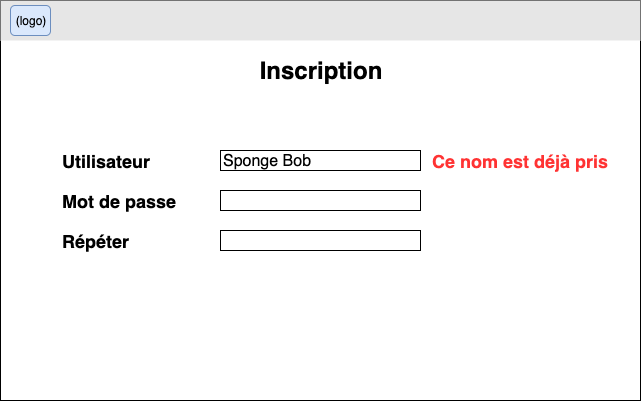 (logo)
Inscription
Utilisateur Sponge Bob Ce nom est déjà pris
Mot de passe
Répéter